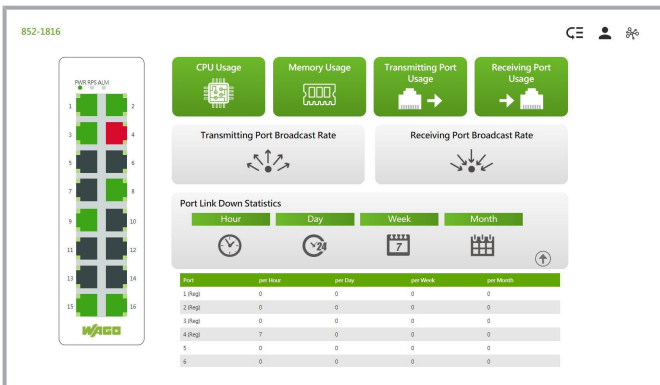 852-1816
PWR RPS ALM
1 2
3 4
5 6
7 8
9 10
11 12
13 14
15 16
WAGO
CPU Usage
Memory Usage
Transmitting Port
Usage
Receiving Port
Usage
Transmitting Port Broadcast Rate
Receiving Port Broadcast Rate
Port Link Down Statistics
Hour Day Week Month
24 7
Port per Hour per Day per Week per Month
1 (Reg) 0 0 0 0
2 (Reg) 0 0 0 0
3 (Reg) 0 0 0 0
4 (Reg) 7 0 0 0
5 0 0 0 0
6 0 0 0 0